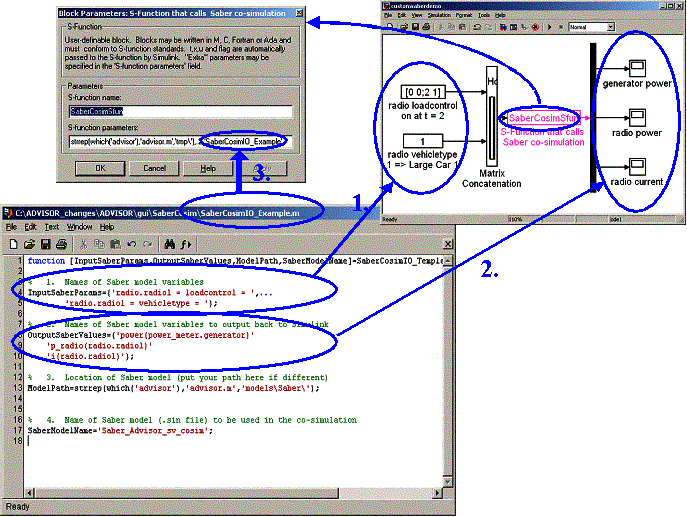 Block Parameters: S-Function that calls Saber co-simulation
S-Function
User-definable block. Blocks may be written in M, C, Fortran or Ada and
must conform to S-function standards. t,x,u and flag are automatically
passed to the S-function by Simulink. "Extra" parameters may be
specified in the 'S-function parameters' field.
Parameters
S-function name:
SaberCosimSfun
S-function parameters:
strrep(which('advisor'),'advisor.m','tmp\'), SaberCosimIO_Example
OK
Cancel
Help
3.
customsaberdemo
File Edit View Simulation Format Tools Help
Normal
[0 0;2 1]
radio loadcontrol
on at t = 2
1
radio vehicletype
1 => Large Car 1
Ho
Matrix
Concatenation
SaberCosimSfun
S-Function that calls
Saber co-simulation
generator power
radio power
radio current
Ready
110%
ode1
1.
2.
C:\ADVISOR_changes\ADVISOR\gui\SaberCosim\SaberCosimIO_Example.m
File Edit Text Window Help
1 function [InputSaberParams,OutputSaberValues,ModelPath,SaberModelName]=SaberCosimIO_Templa
2
3 % 1. Names of Saber model variables
4 InputSaberParams={'radio.radio1 = loadcontrol = ',...
5 'radio.radio1 = vehicletype = '};
6
7 % 2. Names of Saber model variables to output back to Simulink
8 OutputSaberValues={'power(power_meter.generator)'
9 'p_radio(radio.radio1)'
10 'i(radio.radio1)'};
11
12 % 3. Location of Saber model (put your path here if different)
13 ModelPath=strrep(which('advisor'),'advisor.m','models\Saber\');
14
15
16 % 4. Name of Saber model (.sin file) to be used in the co-simulation
17 SaberModelName='Saber_Advisor_sv_cosim';
18
Ready